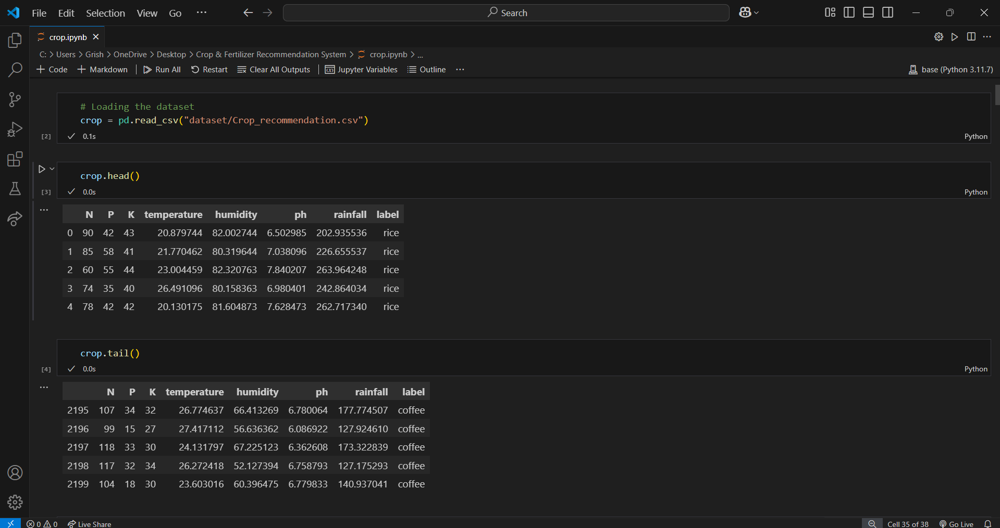 File Edit Selection View Go ··· Search
crop.ipynb
C: > Users > Grish > OneDrive > Desktop > Crop & Fertilizer Recommendation System > crop.ipynb > ...
+ Code + Markdown | Run All Restart Clear All Outputs | Jupyter Variables Outline ··· base (Python 3.11.7)
# Loading the dataset
crop = pd.read_csv("dataset/Crop_recommendation.csv")
[2] ✓ 0.1s Python
crop.head()
[3] ✓ 0.0s Python
N P K temperature humidity ph rainfall label
0 90 42 43 20.879744 82.002744 6.502985 202.935536 rice
1 85 58 41 21.770462 80.319644 7.038096 226.655537 rice
2 60 55 44 23.004459 82.320763 7.840207 263.964248 rice
3 74 35 40 26.491096 80.158363 6.980401 242.864034 rice
4 78 42 42 20.130175 81.604873 7.628473 262.717340 rice
crop.tail()
[4] ✓ 0.0s Python
N P K temperature humidity ph rainfall label
2195 107 34 32 26.774637 66.413269 6.780064 177.774507 coffee
2196 99 15 27 27.417112 56.636362 6.086922 127.924610 coffee
2197 118 33 30 24.131797 67.225123 6.362608 173.322839 coffee
2198 117 32 34 26.272418 52.127394 6.758793 127.175293 coffee
2199 104 18 30 23.603016 60.396475 6.779833 140.937041 coffee
0 0 Live Share Cell 35 of 38 Go Live